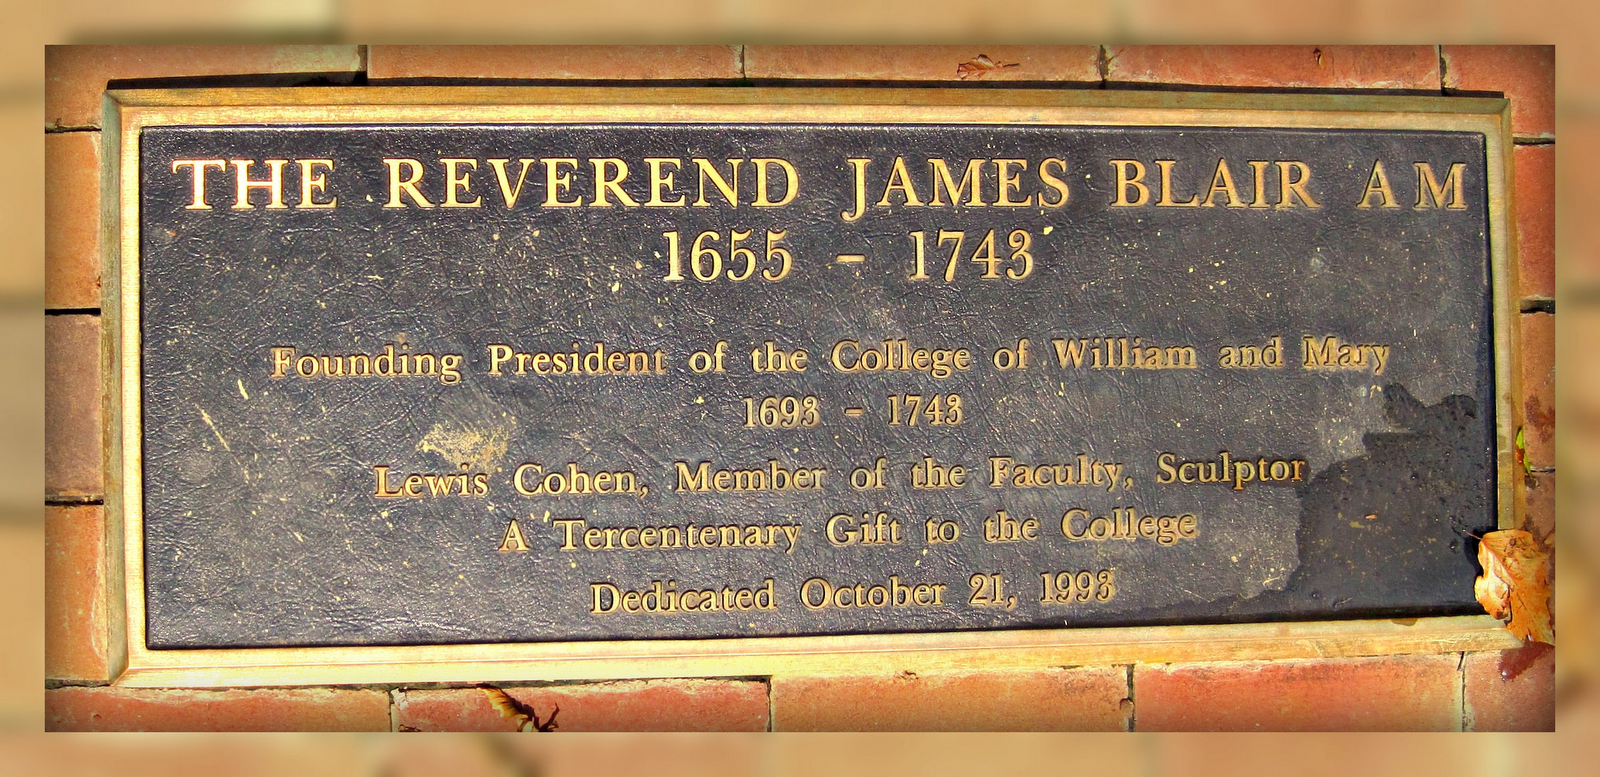 THE REVEREND JAMES BLAIR A M
1655 - 1743
Founding President of the College of William and Mary
1693 - 1743
Lewis Cohen, Member of the Faculty, Sculptor
A Tercentenary Gift to the College
Dedicated October 21, 1993